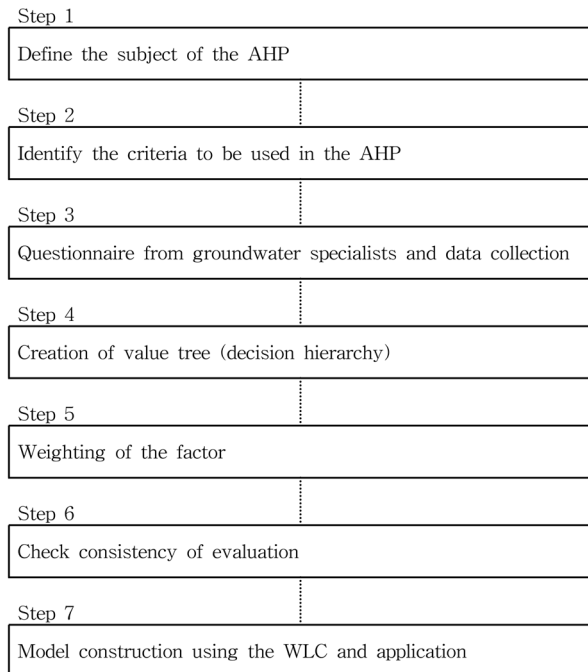 Step 1
Define the subject of the AHP
Step 2
Identify the criteria to be used in the AHP
Step 3
Questionnaire from groundwater specialists and data collection
Step 4
Creation of value tree (decision hierarchy)
Step 5
Weighting of the factor
Step 6
Check consistency of evaluation
Step 7
Model construction using the WLC and application